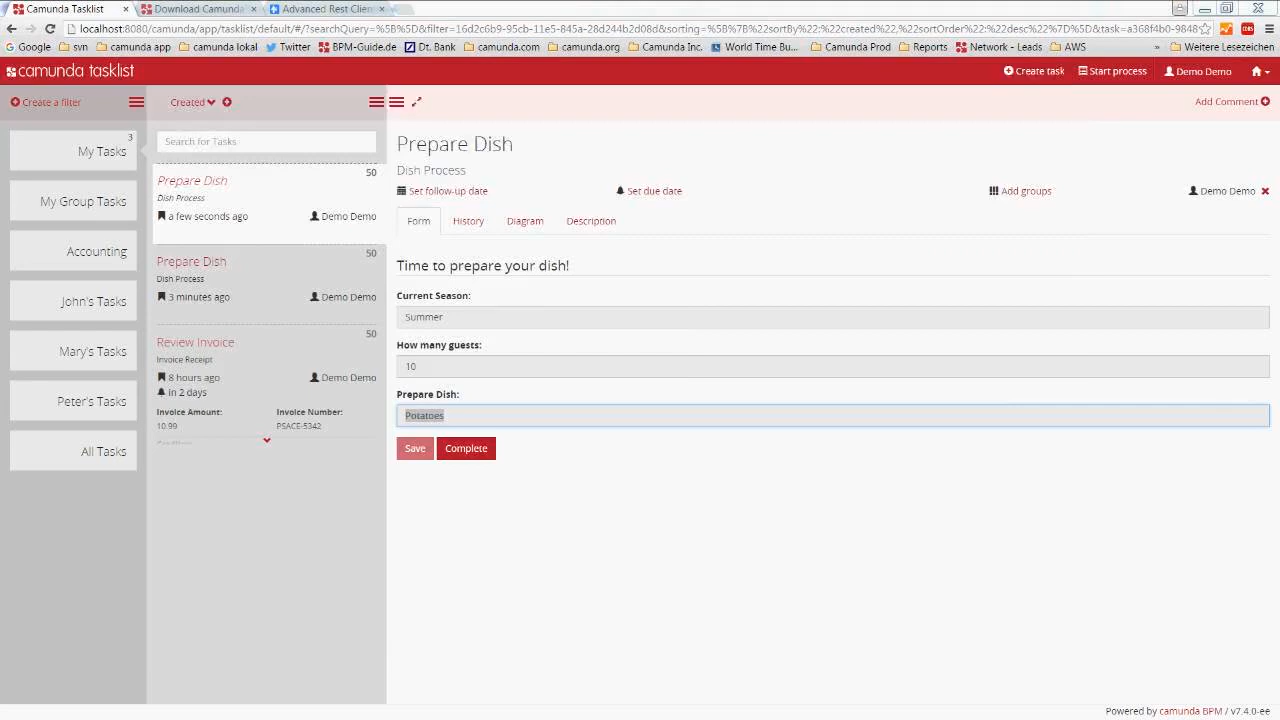 Camunda Tasklist
Download Camunda
Advanced Rest Clien
localhost:8080/camunda/app/tasklist/default/#/?searchQuery=%5B%5D&filter=16d2c6b9-95cb-11e5-845a-28d244b2d08d&sorting=%5B%7B%22sortBy%22:%22created%22,%22sortOrder%22:%22desc%22%7D%5D&task=a368f4b0-9848
Google
svn
camunda app
camunda lokal
Twitter
BPM-Guide.de
Dt. Bank
camunda.com
camunda.org
Camunda Inc.
World Time Bu...
Camunda Prod
Reports
Network - Leads
AWS
»
Weitere Lesezeichen
camunda tasklist
Create task
Start process
Demo Demo
Create a filter
Created
Add Comment
3
My Tasks
My Group Tasks
Accounting
John's Tasks
Mary's Tasks
Peter's Tasks
All Tasks
Search for Tasks
50
Prepare Dish
Dish Process
a few seconds ago
Demo Demo
50
Prepare Dish
Dish Process
3 minutes ago
Demo Demo
50
Review Invoice
Invoice Receipt
8 hours ago
Demo Demo
in 2 days
Invoice Amount:
Invoice Number:
10.99
PSACE-5342
Prepare Dish
Dish Process
Set follow-up date
Set due date
Add groups
Demo Demo
Form
History
Diagram
Description
Time to prepare your dish!
Current Season:
Summer
How many guests:
10
Prepare Dish:
Potatoes
Save
Complete
Powered by camunda BPM / v7.4.0-ee